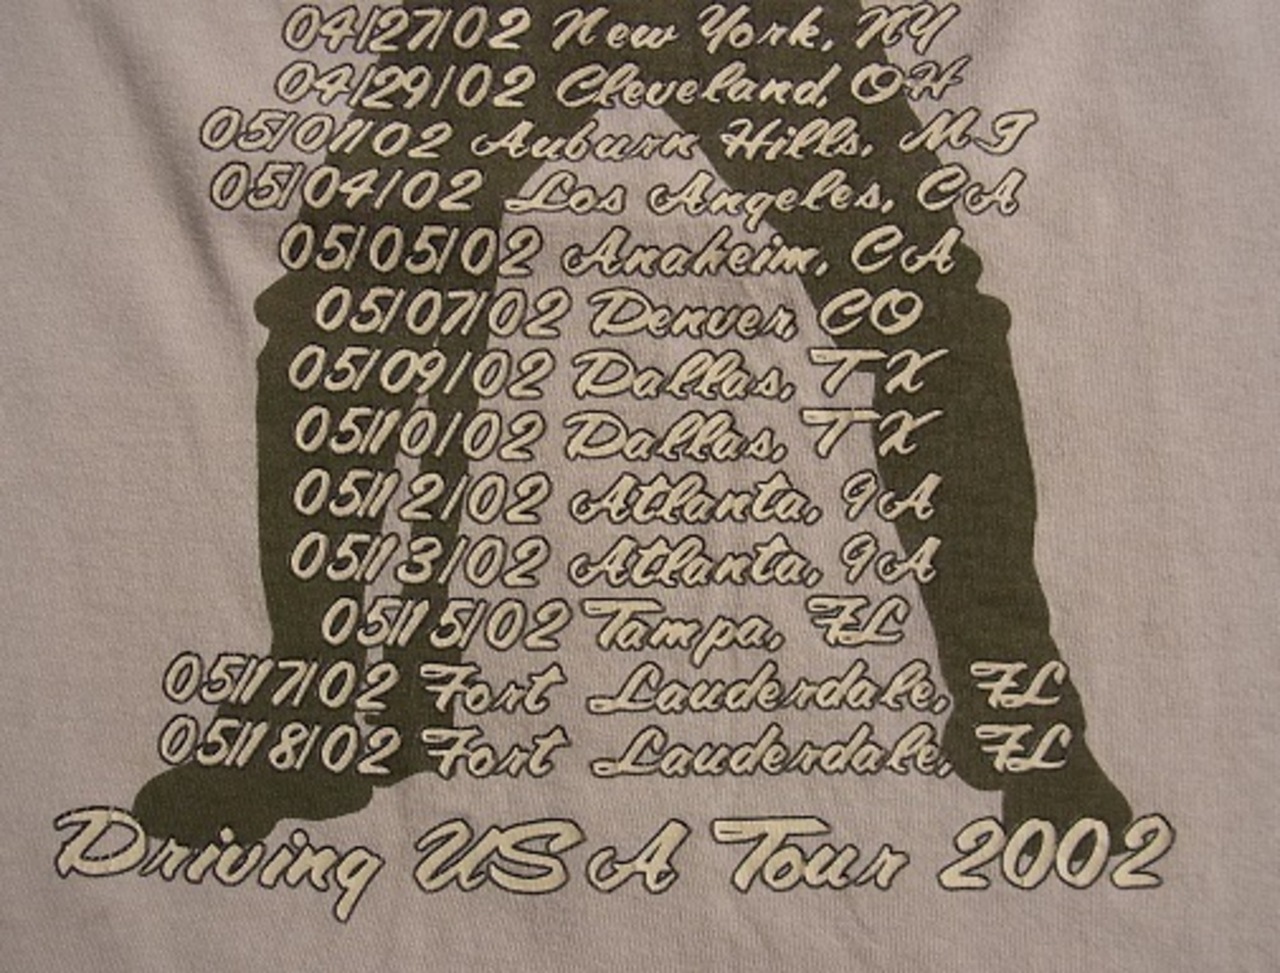 04/27/02 New York, NY
04/29/02 Cleveland, OH
05/01/02 Auburn Hills, MI
05/04/02 Los Angeles, CA
05/05/02 Anaheim, CA
05/07/02 Denver, CO
05/09/02 Dallas, TX
05/10/02 Dallas, TX
05/12/02 Atlanta, GA
05/13/02 Atlanta, GA
05/15/02 Tampa, FL
05/17/02 Fort Lauderdale, FL
05/18/02 Fort Lauderdale, FL
Driving USA Tour 2002